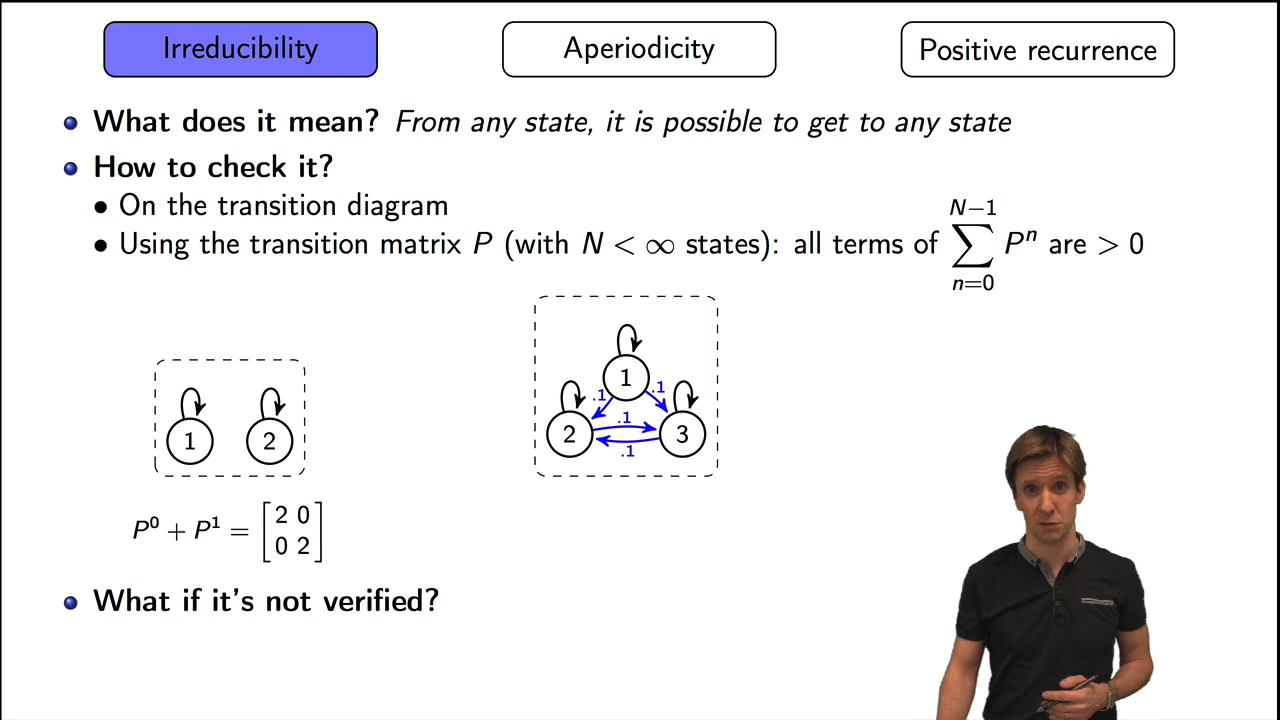 Irreducibility Aperiodicity Positive recurrence
What does it mean? From any state, it is possible to get to any state
How to check it?
• On the transition diagram
• Using the transition matrix P (with N < ∞ states): all terms of ∑_{n=0}^{N−1} Pⁿ are > 0
1
.1 .1
1 2
2 .1 3
.1
P⁰ + P¹ = [2 0
0 2]
What if it's not verified?